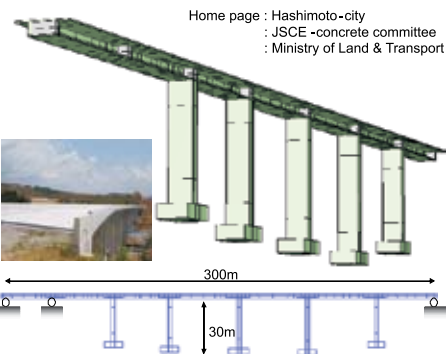 Home page : Hashimoto-city
: JSCE -concrete committee
: Ministry of Land & Transport
300m
30m